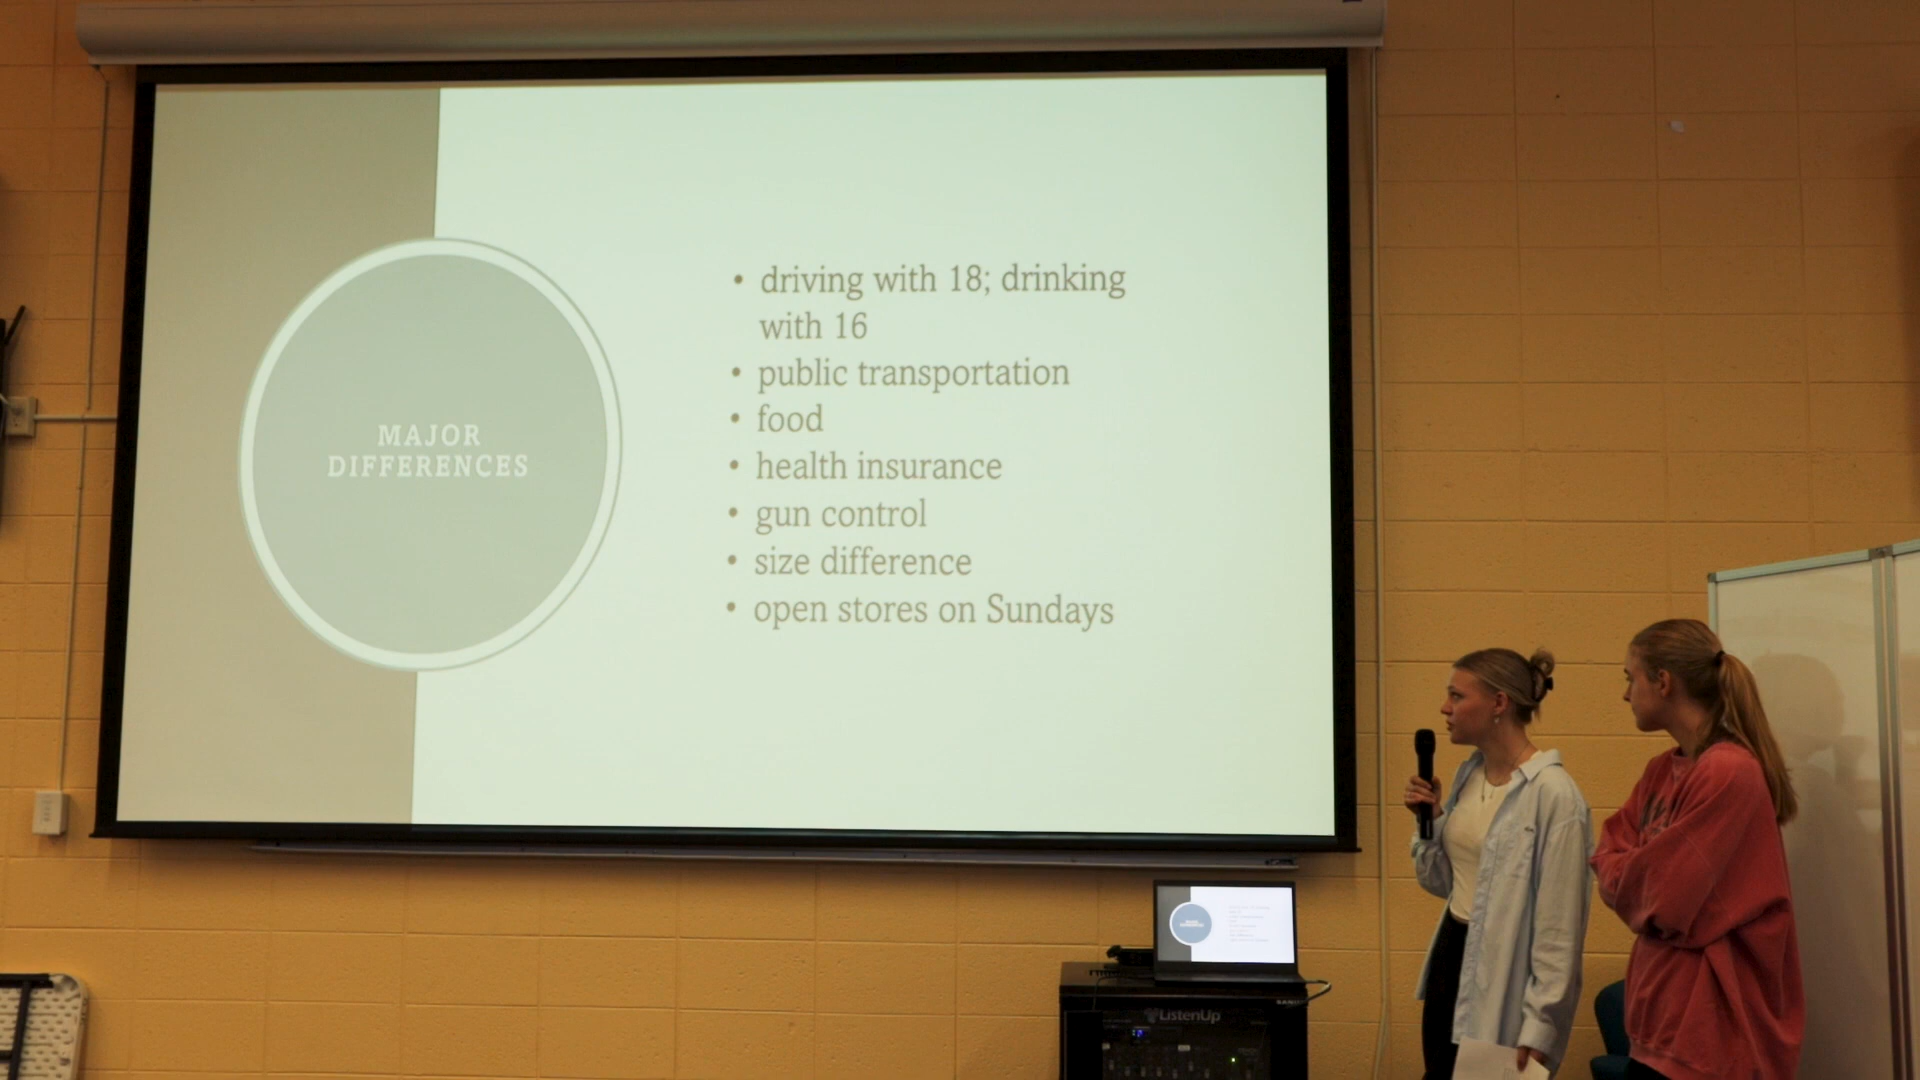 MAJOR
DIFFERENCES
• driving with 18; drinking
with 16
• public transportation
• food
• health insurance
• gun control
• size difference
• open stores on Sundays
ListenUp